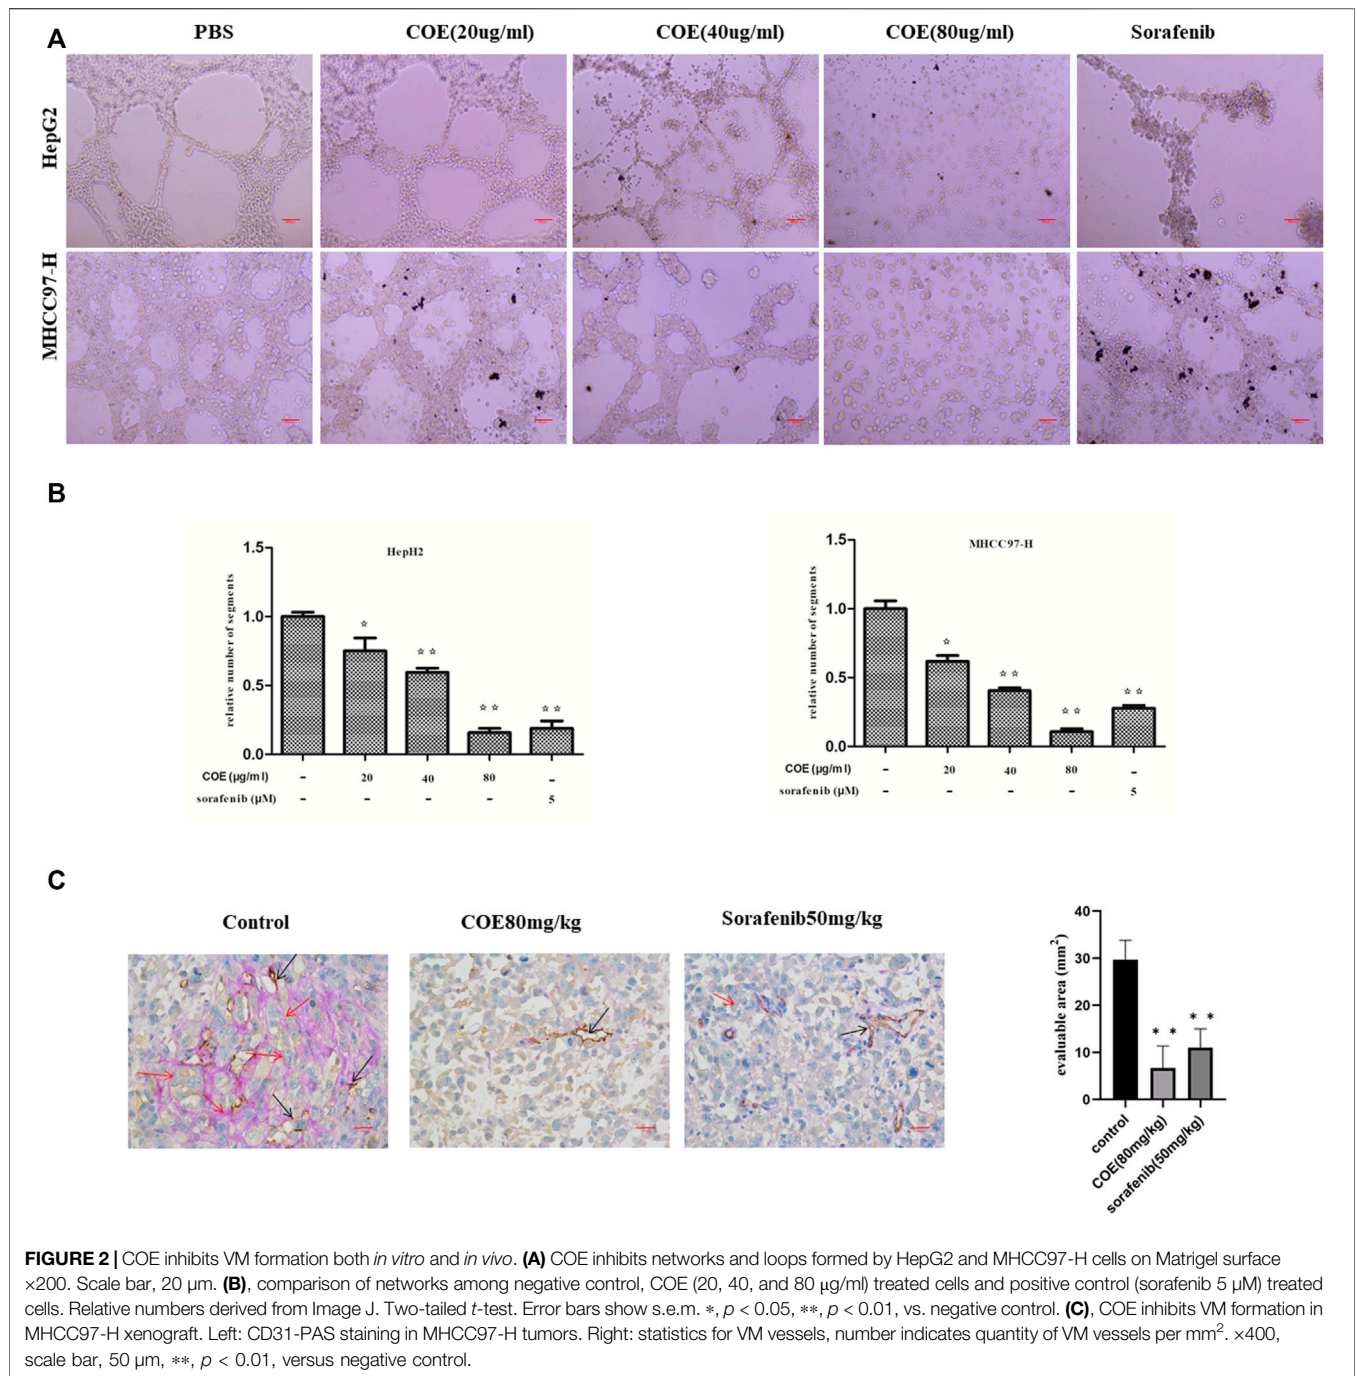 A
PBS
COE(20ug/ml)
COE(40ug/ml)
COE(80ug/ml)
Sorafenib
HepG2
MHCC97-H
B
HepH2
relative number of segments
1.5
1.0
0.5
0.0
COE (μg/ml) - 20 40 80 -
sorafenib (μM) - - - - 5
☆
☆ ☆
☆ ☆
☆ ☆
MHCC97-H
relative number of segments
1.5
1.0
0.5
0.0
COE (μg/ml) - 20 40 80 -
sorafenib (μM) - - - - 5
☆
☆ ☆
☆ ☆
☆ ☆
C
Control
COE80mg/kg
Sorafenib50mg/kg
evaluable area (mm²)
40
30
20
10
0
* *
* *
control
COE(80mg/kg)
sorafenib(50mg/kg)
FIGURE 2 | COE inhibits VM formation both in vitro and in vivo. (A) COE inhibits networks and loops formed by HepG2 and MHCC97-H cells on Matrigel surface
×200. Scale bar, 20 μm. (B), comparison of networks among negative control, COE (20, 40, and 80 μg/ml) treated cells and positive control (sorafenib 5 μM) treated
cells. Relative numbers derived from Image J. Two-tailed t-test. Error bars show s.e.m. ∗, p < 0.05, ∗∗, p < 0.01, vs. negative control. (C), COE inhibits VM formation in
MHCC97-H xenograft. Left: CD31-PAS staining in MHCC97-H tumors. Right: statistics for VM vessels, number indicates quantity of VM vessels per mm². ×400,
scale bar, 50 μm, ∗∗, p < 0.01, versus negative control.